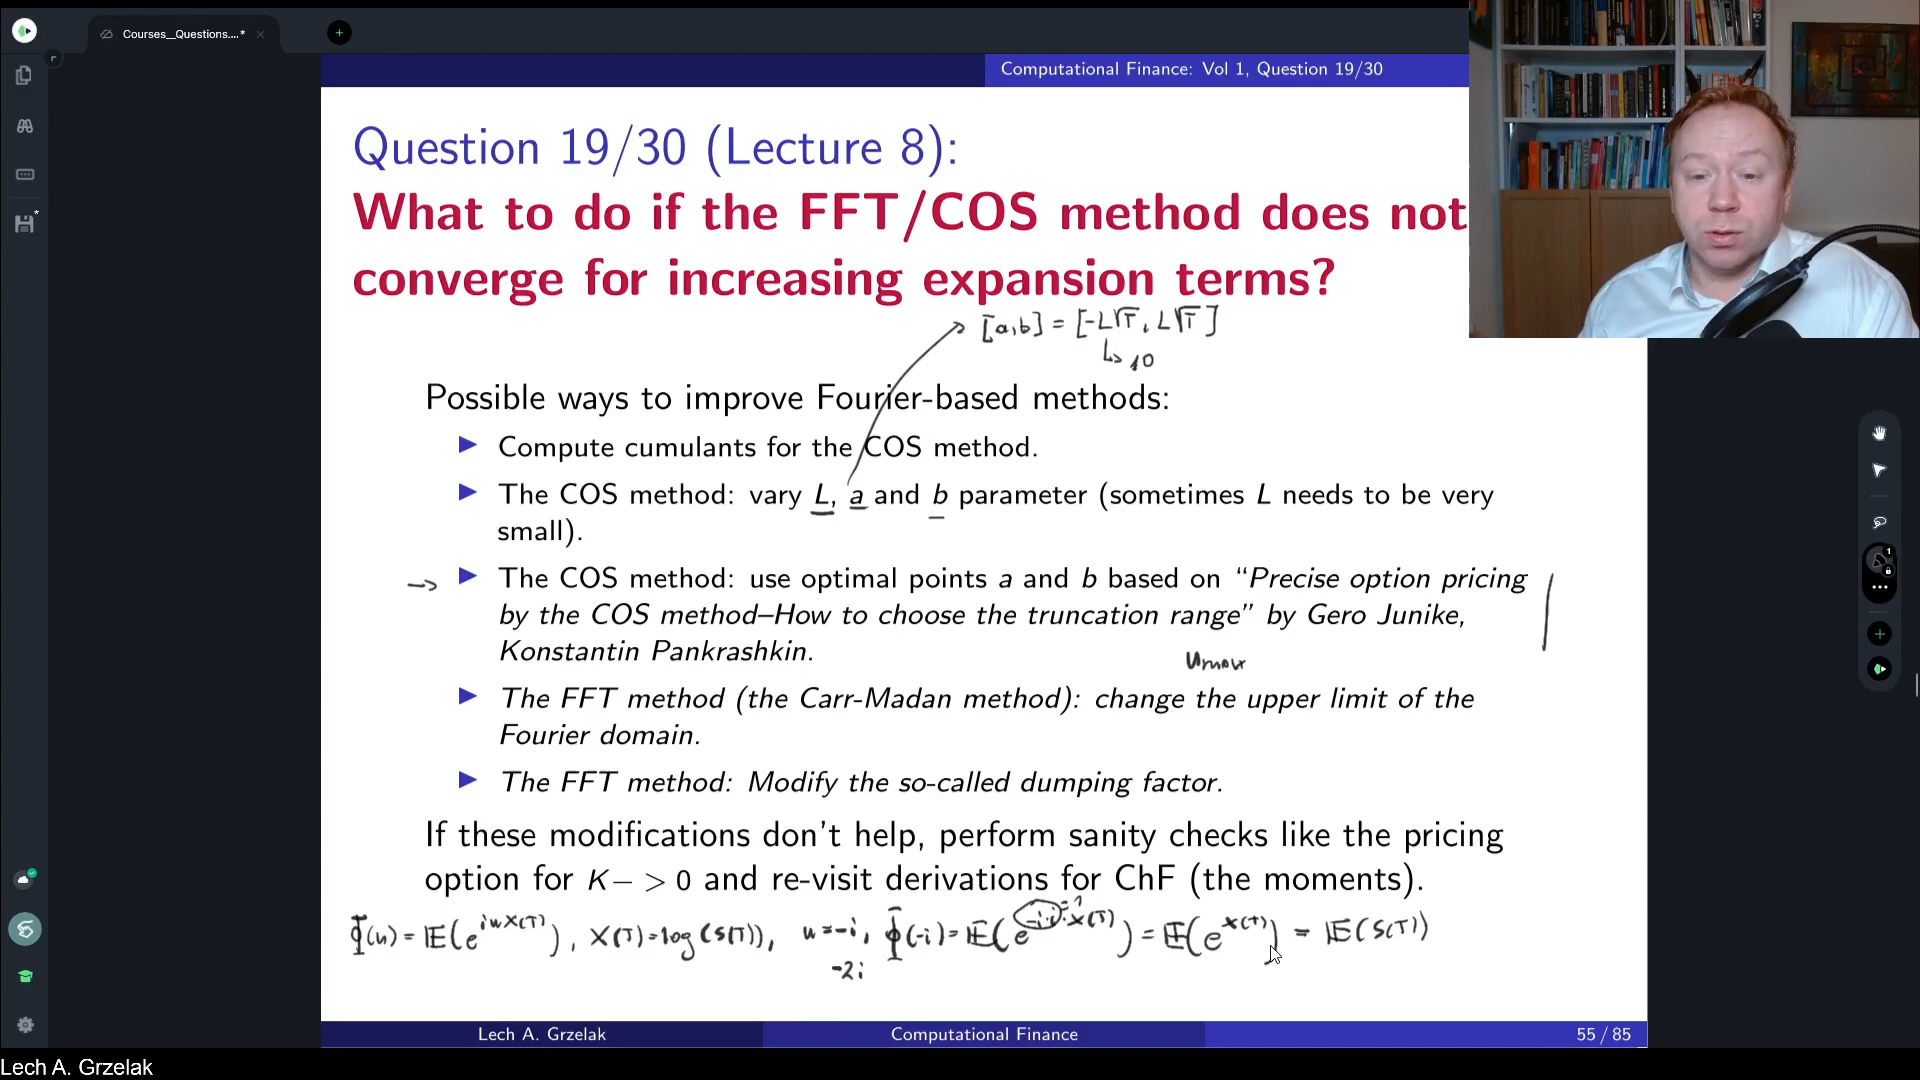 Courses__Questions....*
Computational Finance: Vol 1, Question 19/30
Question 19/30 (Lecture 8):
What to do if the FFT/COS method does not
converge for increasing expansion terms?
[a,b] = [-L√T, L√T]
↳ 10
Possible ways to improve Fourier-based methods:
▶ Compute cumulants for the COS method.
▶ The COS method: vary L, a and b parameter (sometimes L needs to be very
small).
▶ The COS method: use optimal points a and b based on “Precise option pricing
by the COS method–How to choose the truncation range” by Gero Junike,
Konstantin Pankrashkin.
umax
▶ The FFT method (the Carr-Madan method): change the upper limit of the
Fourier domain.
▶ The FFT method: Modify the so-called dumping factor.
If these modifications don't help, perform sanity checks like the pricing
option for K− > 0 and re-visit derivations for ChF (the moments).
Φ(u) = E(e^{iuX(T)}), X(T)=log(S(T)), u=-i, Φ(-i)= E(e^{-i·i·X(T)}) = E(e^{X(T)}) = E(S(T))
-2i
Lech A. Grzelak
Computational Finance
55 / 85
Lech A. Grzelak